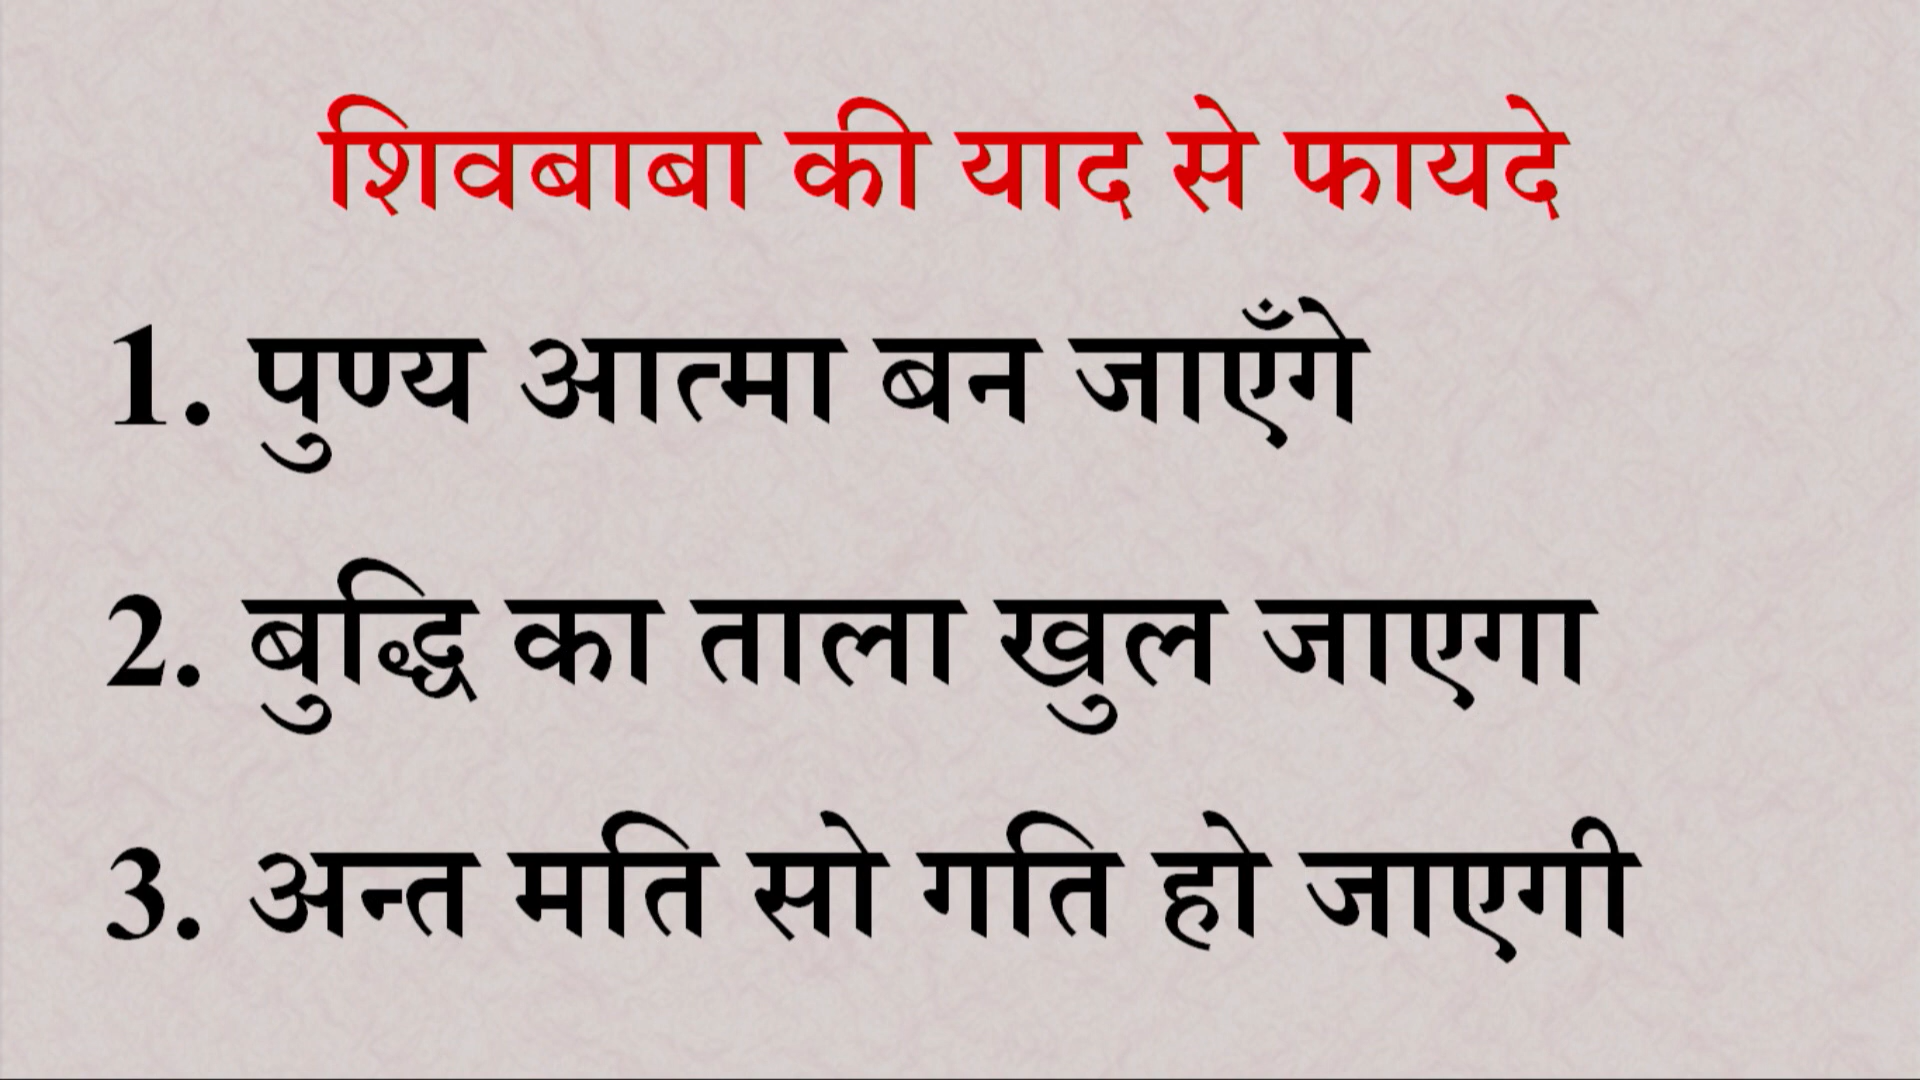 शिवबाबा की याद से फायदे
1. पुण्य आत्मा बन जाएँगे
2. बुद्धि का ताला खुल जाएगा
3. अन्त मति सो गति हो जाएगी